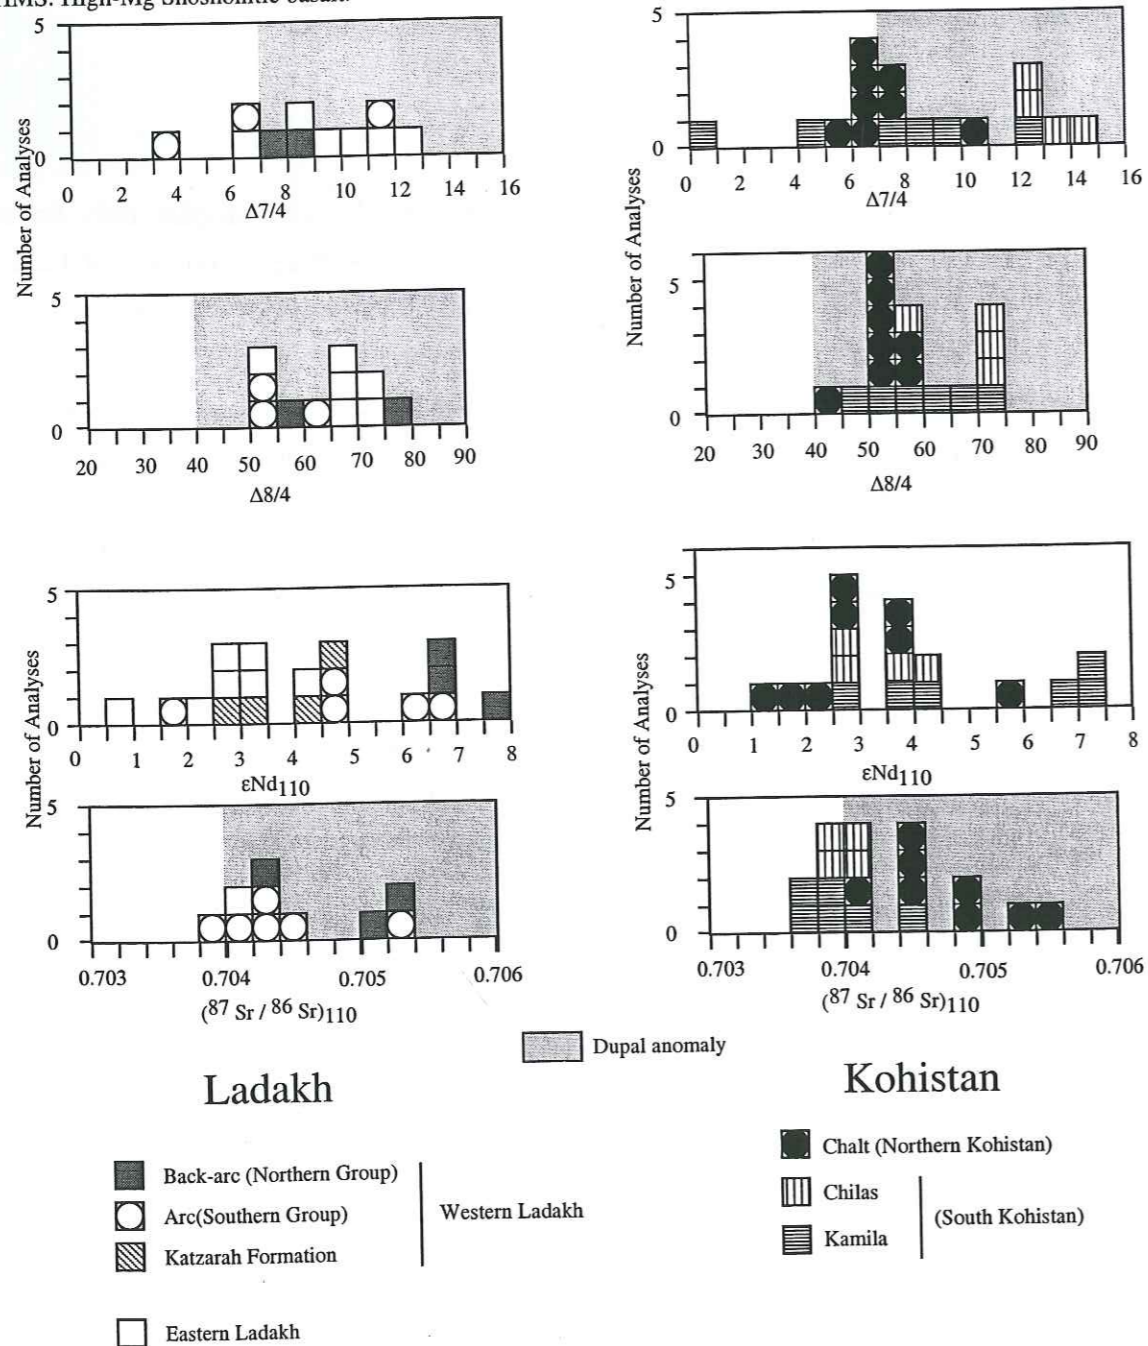 HMS: High-Mg Shoshonitic basalt.
5
0
0 2 4 6 8 10 12 14 16
Δ7/4
Number of Analyses
5
0
20 30 40 50 60 70 80 90
Δ8/4
5
0
0 1 2 3 4 5 6 7 8
εNd110
Number of Analyses
5
0
0.703 0.704 0.705 0.706
(87 Sr / 86 Sr)110
5
0
0 2 4 6 8 10 12 14 16
Δ7/4
Number of Analyses
5
0
20 30 40 50 60 70 80 90
Δ8/4
5
0
0 1 2 3 4 5 6 7 8
εNd110
Number of Analyses
5
0
0.703 0.704 0.705 0.706
(87 Sr / 86 Sr)110
Dupal anomaly
Ladakh
Back-arc (Northern Group)
Arc(Southern Group)
Katzarah Formation
Western Ladakh
Eastern Ladakh
Kohistan
Chalt (Northern Kohistan)
Chilas
Kamila
(South Kohistan)